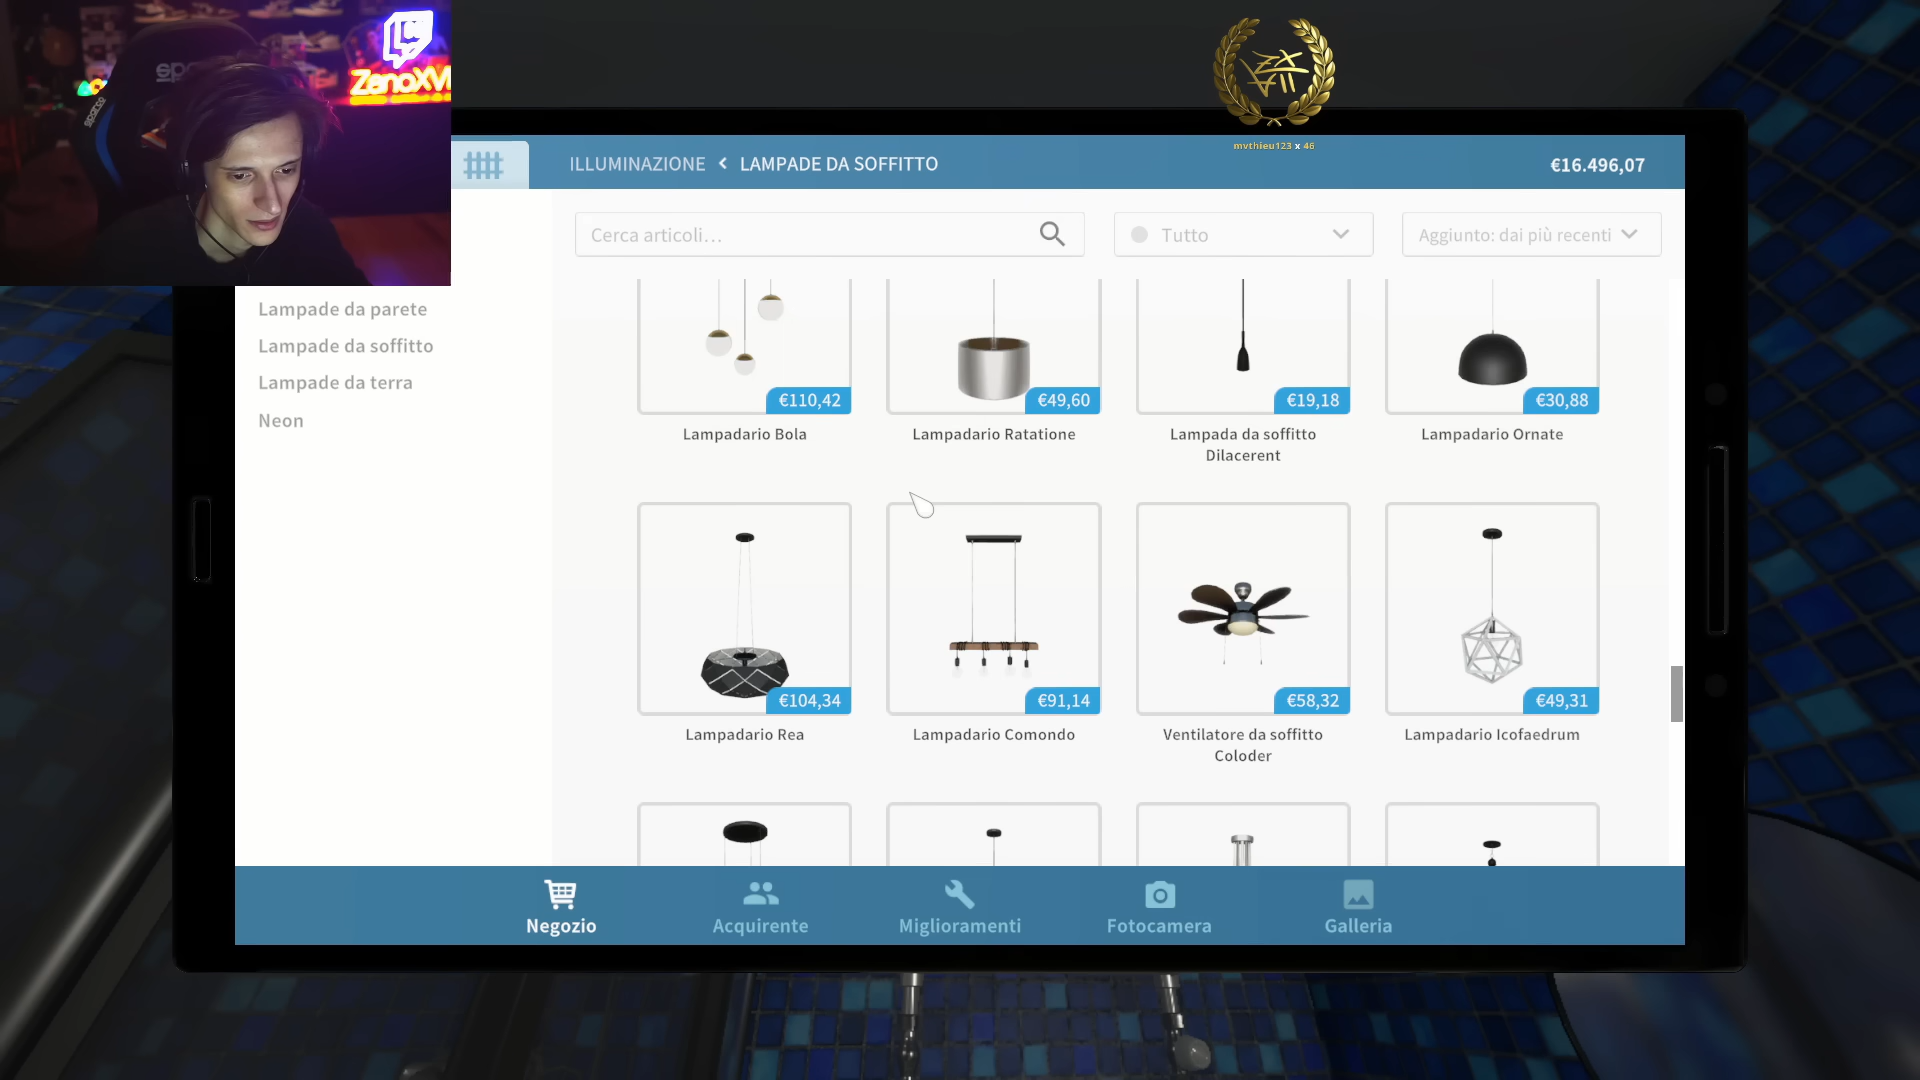 ZenoXV
mvthieu123 x 46
ILLUMINAZIONE < LAMPADE DA SOFFITTO
€16.496,07
Cerca articoli...
Tutto
Aggiunto: dai più recenti
Lampade da parete
Lampade da soffitto
Lampade da terra
Neon
€110,42
€49,60
€19,18
€30,88
Lampadario Bola
Lampadario Ratatione
Lampada da soffitto
Dilacerent
Lampadario Ornate
€104,34
€91,14
€58,32
€49,31
Lampadario Rea
Lampadario Comondo
Ventilatore da soffitto
Coloder
Lampadario Icofaedrum
Negozio
Acquirente
Miglioramenti
Fotocamera
Galleria